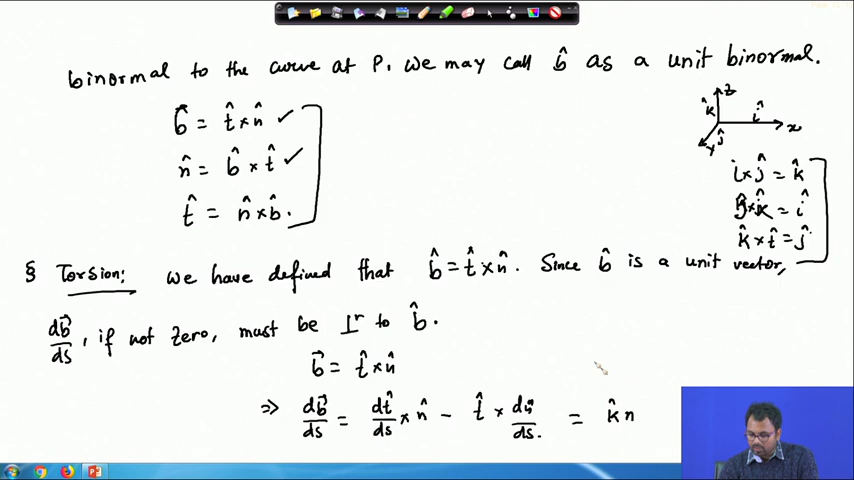 binormal to the curve at P. We may call b̂ as a unit binormal.
b⃗ = t̂ × n̂ ✓
n̂ = b̂ × t̂ ✓
t̂ = n̂ × b̂.
z
k̂
î
x
y
ĵ
i × ĵ = k̂
ĵ × k̂ = î
k̂ × î = ĵ
§ Torsion: We have defined that b̂ = t̂ × n̂. Since b̂ is a unit vector,
db⃗/ds, if not zero, must be ⊥ʳ to b̂.
b⃗ = t̂ × n̂
⇒ db⃗/ds = dt̂/ds × n̂ − t̂ × dn̂/ds. = k̂ n